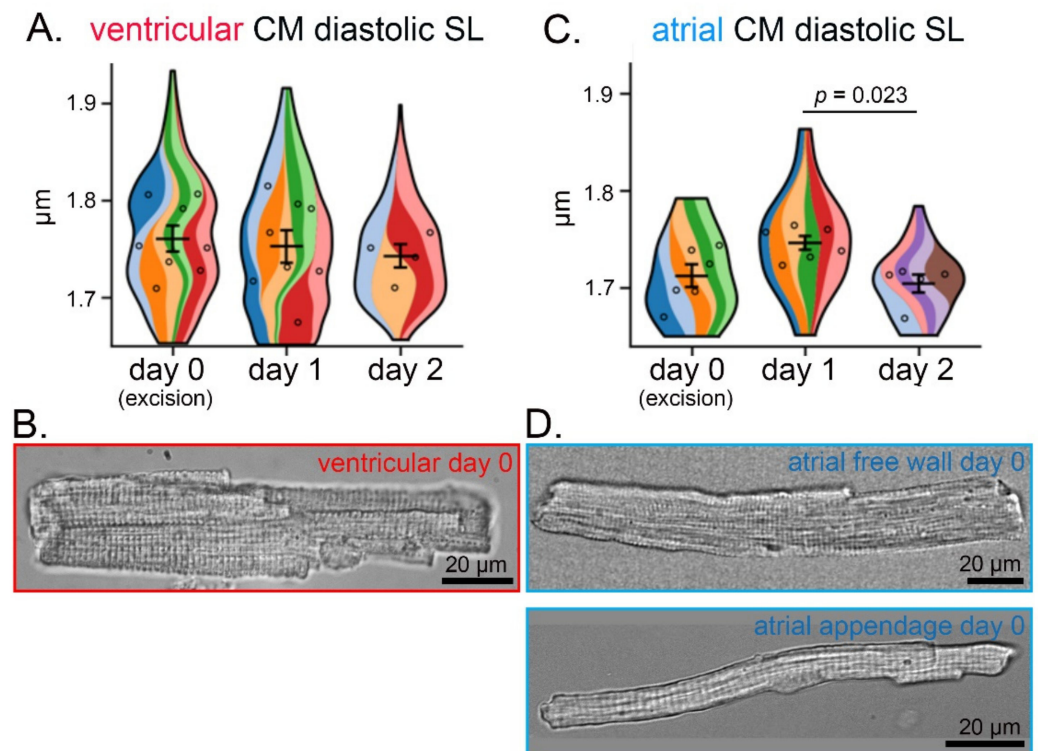 A. ventricular CM diastolic SL
1.9
1.8
1.7
μm
day 0
(excision)
day 1
day 2
C. atrial CM diastolic SL
p = 0.023
1.9
1.8
1.7
μm
day 0
(excision)
day 1
day 2
B.
ventricular day 0
20 μm
D.
atrial free wall day 0
20 μm
atrial appendage day 0
20 μm